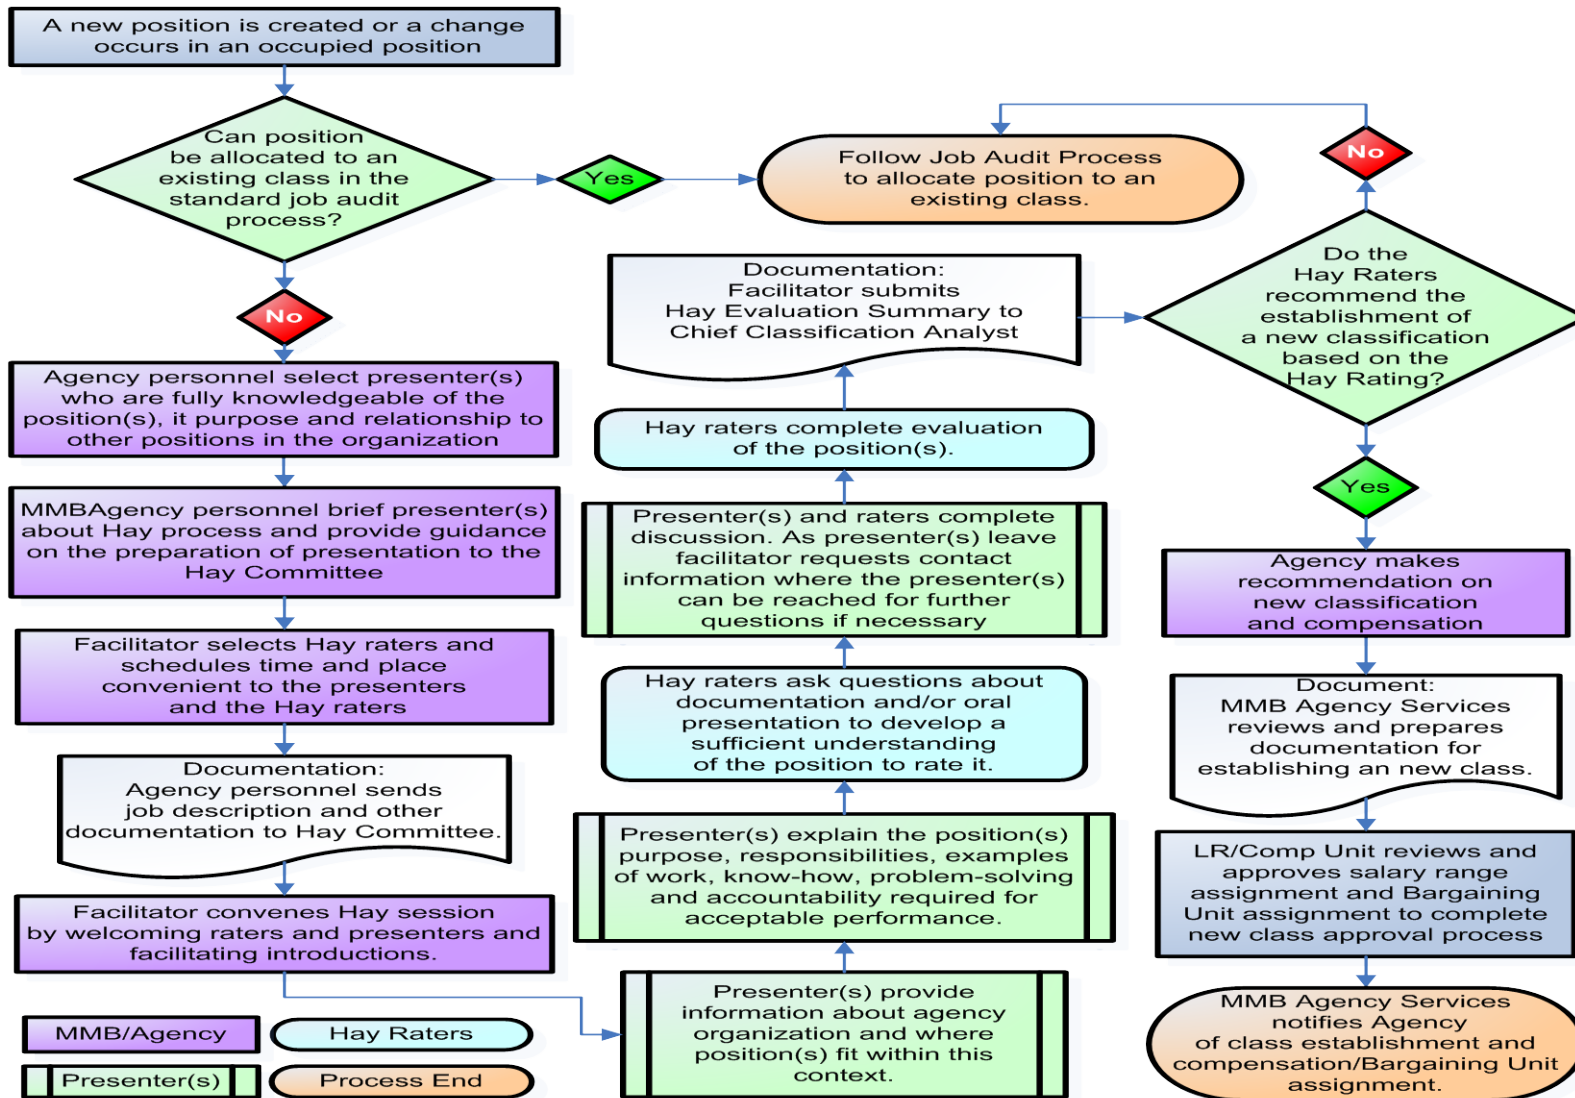 A new position is created or a change
occurs in an occupied position
Can position
be allocated to an
existing class in the
standard job audit
process?
Yes
Follow Job Audit Process
to allocate position to an
existing class.
No
No
Agency personnel select presenter(s)
who are fully knowledgeable of the
position(s), it purpose and relationship to
other positions in the organization
MMBAgency personnel brief presenter(s)
about Hay process and provide guidance
on the preparation of presentation to the
Hay Committee
Facilitator selects Hay raters and
schedules time and place
convenient to the presenters
and the Hay raters
Documentation:
Agency personnel sends
job description and other
documentation to Hay Committee.
Facilitator convenes Hay session
by welcoming raters and presenters and
facilitating introductions.
Presenter(s) provide
information about agency
organization and where
position(s) fit within this
context.
Presenter(s) explain the position(s)
purpose, responsibilities, examples
of work, know-how, problem-solving
and accountability required for
acceptable performance.
Hay raters ask questions about
documentation and/or oral
presentation to develop a
sufficient understanding
of the position to rate it.
Presenter(s) and raters complete
discussion. As presenter(s) leave
facilitator requests contact
information where the presenter(s)
can be reached for further
questions if necessary
Hay raters complete evaluation
of the position(s).
Documentation:
Facilitator submits
Hay Evaluation Summary to
Chief Classification Analyst
Do the
Hay Raters
recommend the
establishment of
a new classification
based on the
Hay Rating?
Yes
Agency makes
recommendation on
new classification
and compensation
Document:
MMB Agency Services
reviews and prepares
documentation for
establishing an new class.
LR/Comp Unit reviews and
approves salary range
assignment and Bargaining
Unit assignment to complete
new class approval process
MMB Agency Services
notifies Agency
of class establishment and
compensation/Bargaining Unit
assignment.
MMB/Agency
Hay Raters
Presenter(s)
Process End